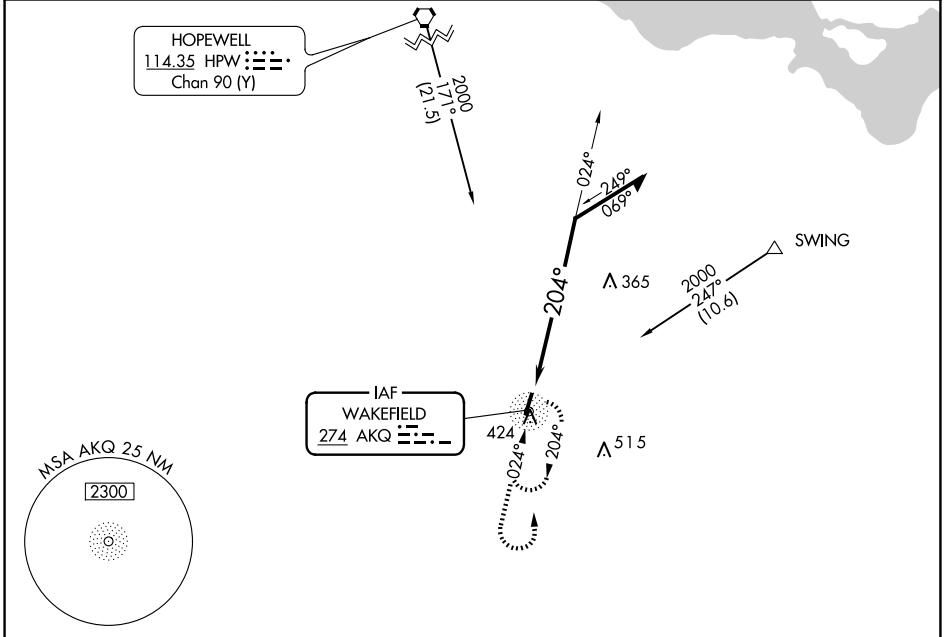 HOPEWELL
114.35 HPW
Chan 90 (Y)
2000
171°
(21.5)
024°
249°
069°
SWING
204°
365
2000
247°
(10.6)
IAF
WAKEFIELD
274 AKQ
424
515
024°
204°
MSA AKQ 25 NM
2300